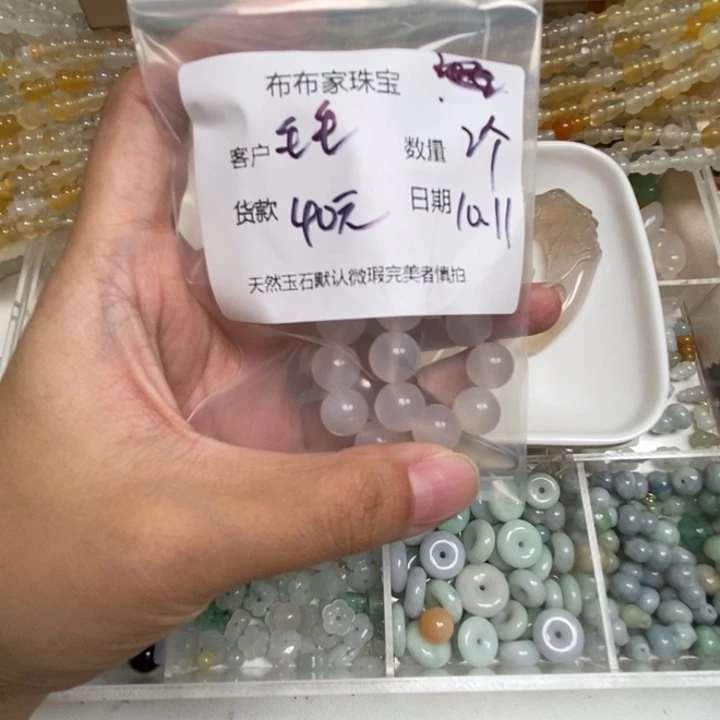 布布家珠宝
客户 毛毛 数量 2个
货款 40元 日期 10.11
天然玉石默认微瑕完美者慎拍